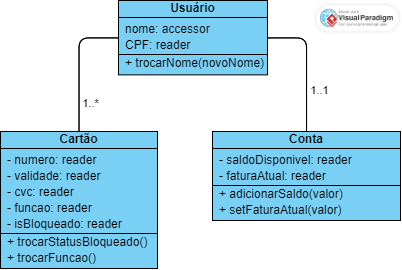 Usuário
nome: accessor
CPF: reader
+ trocarNome(novoNome)
Made with
Visual Paradigm
For non-commercial use
1..*
1..1
Cartão
- numero: reader
- validade: reader
- cvc: reader
- funcao: reader
- isBloqueado: reader
+ trocarStatusBloqueado()
+ trocarFuncao()
Conta
- saldoDisponivel: reader
- faturaAtual: reader
+ adicionarSaldo(valor)
+ setFaturaAtual(valor)